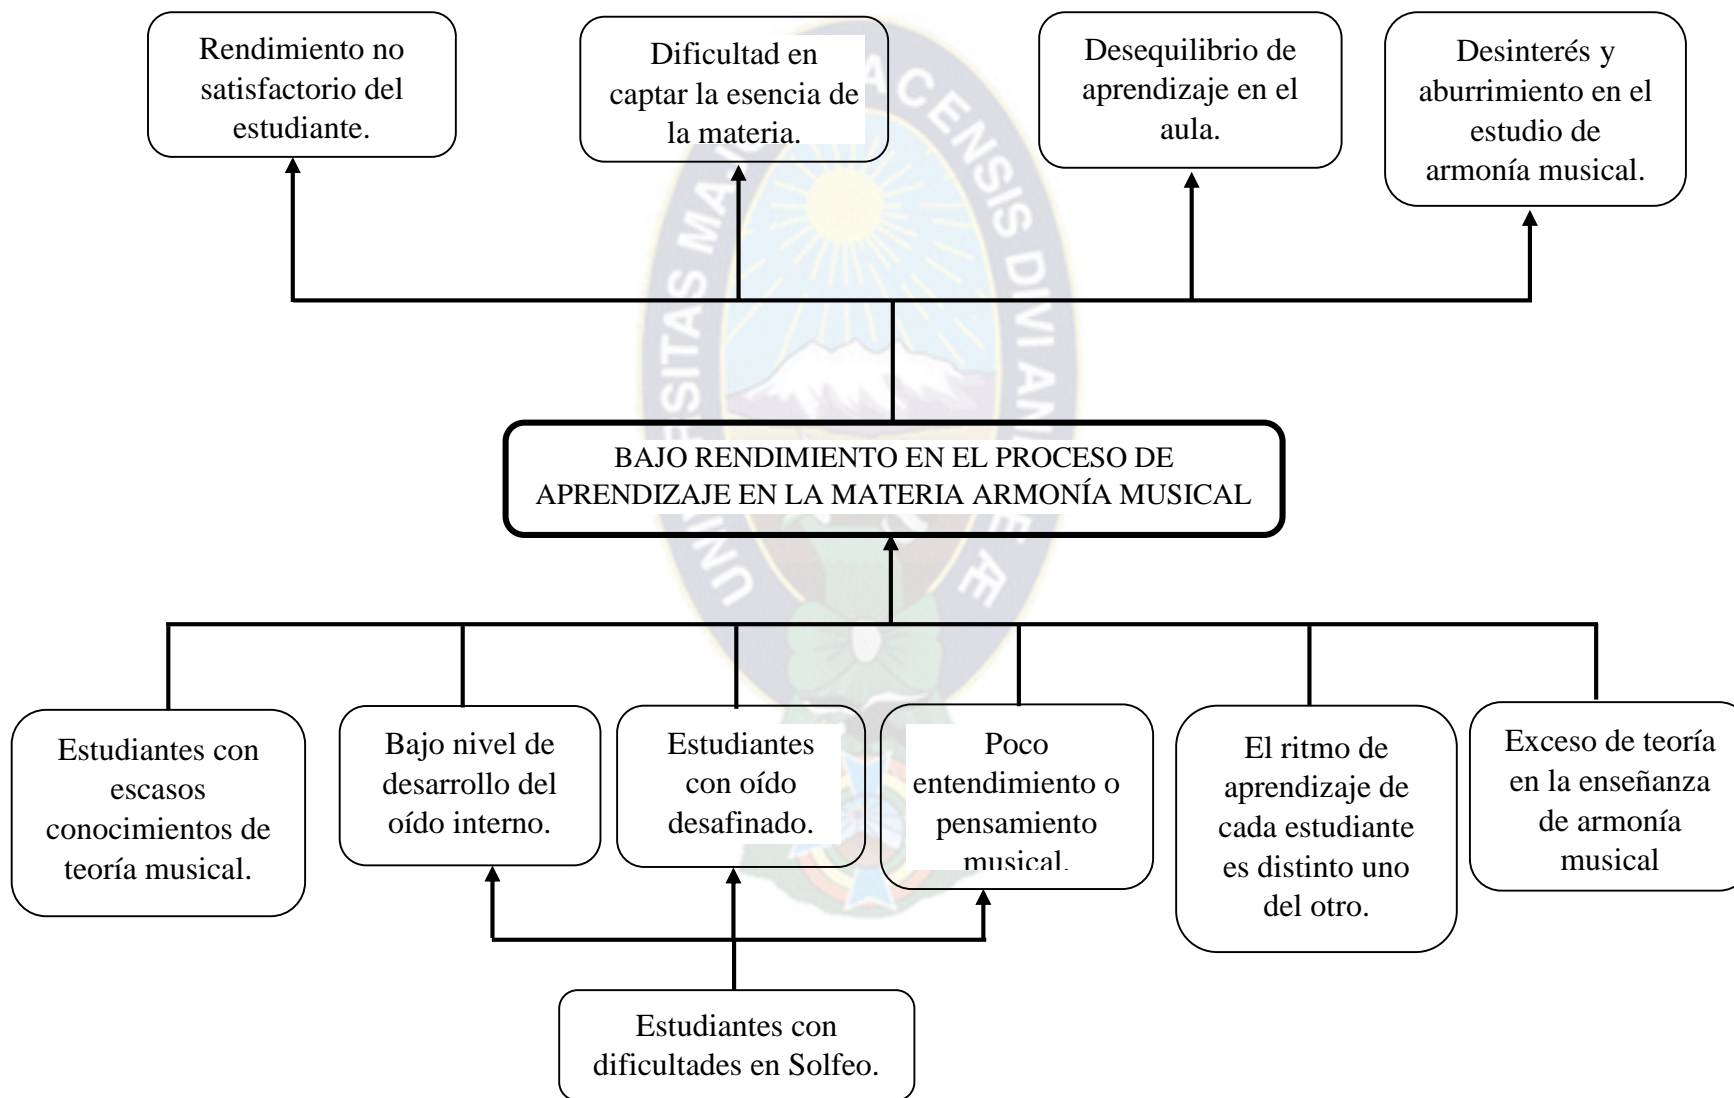 Rendimiento no
satisfactorio del
estudiante.
Dificultad en
captar la esencia de
la materia.
Desequilibrio de
aprendizaje en el
aula.
Desinterés y
aburrimiento en el
estudio de
armonía musical.
BAJO RENDIMIENTO EN EL PROCESO DE
APRENDIZAJE EN LA MATERIA ARMONÍA MUSICAL
Estudiantes con
escasos
conocimientos de
teoría musical.
Bajo nivel de
desarrollo del
oído interno.
Estudiantes
con oído
desafinado.
Poco
entendimiento o
pensamiento
musical.
El ritmo de
aprendizaje de
cada estudiante
es distinto uno
del otro.
Exceso de teoría
en la enseñanza
de armonía
musical
Estudiantes con
dificultades en Solfeo.
ACENSIS DIVI AN